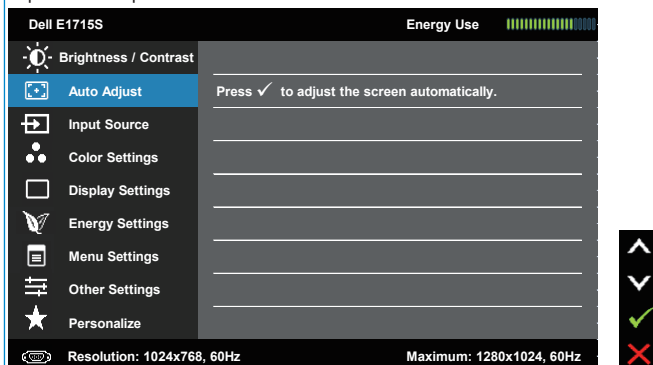 Dell E1715S Energy Use
Brightness / Contrast
Auto Adjust Press ✓ to adjust the screen automatically.
Input Source
Color Settings
Display Settings
Energy Settings
Menu Settings
Other Settings
Personalize
Resolution: 1024x768, 60Hz Maximum: 1280x1024, 60Hz